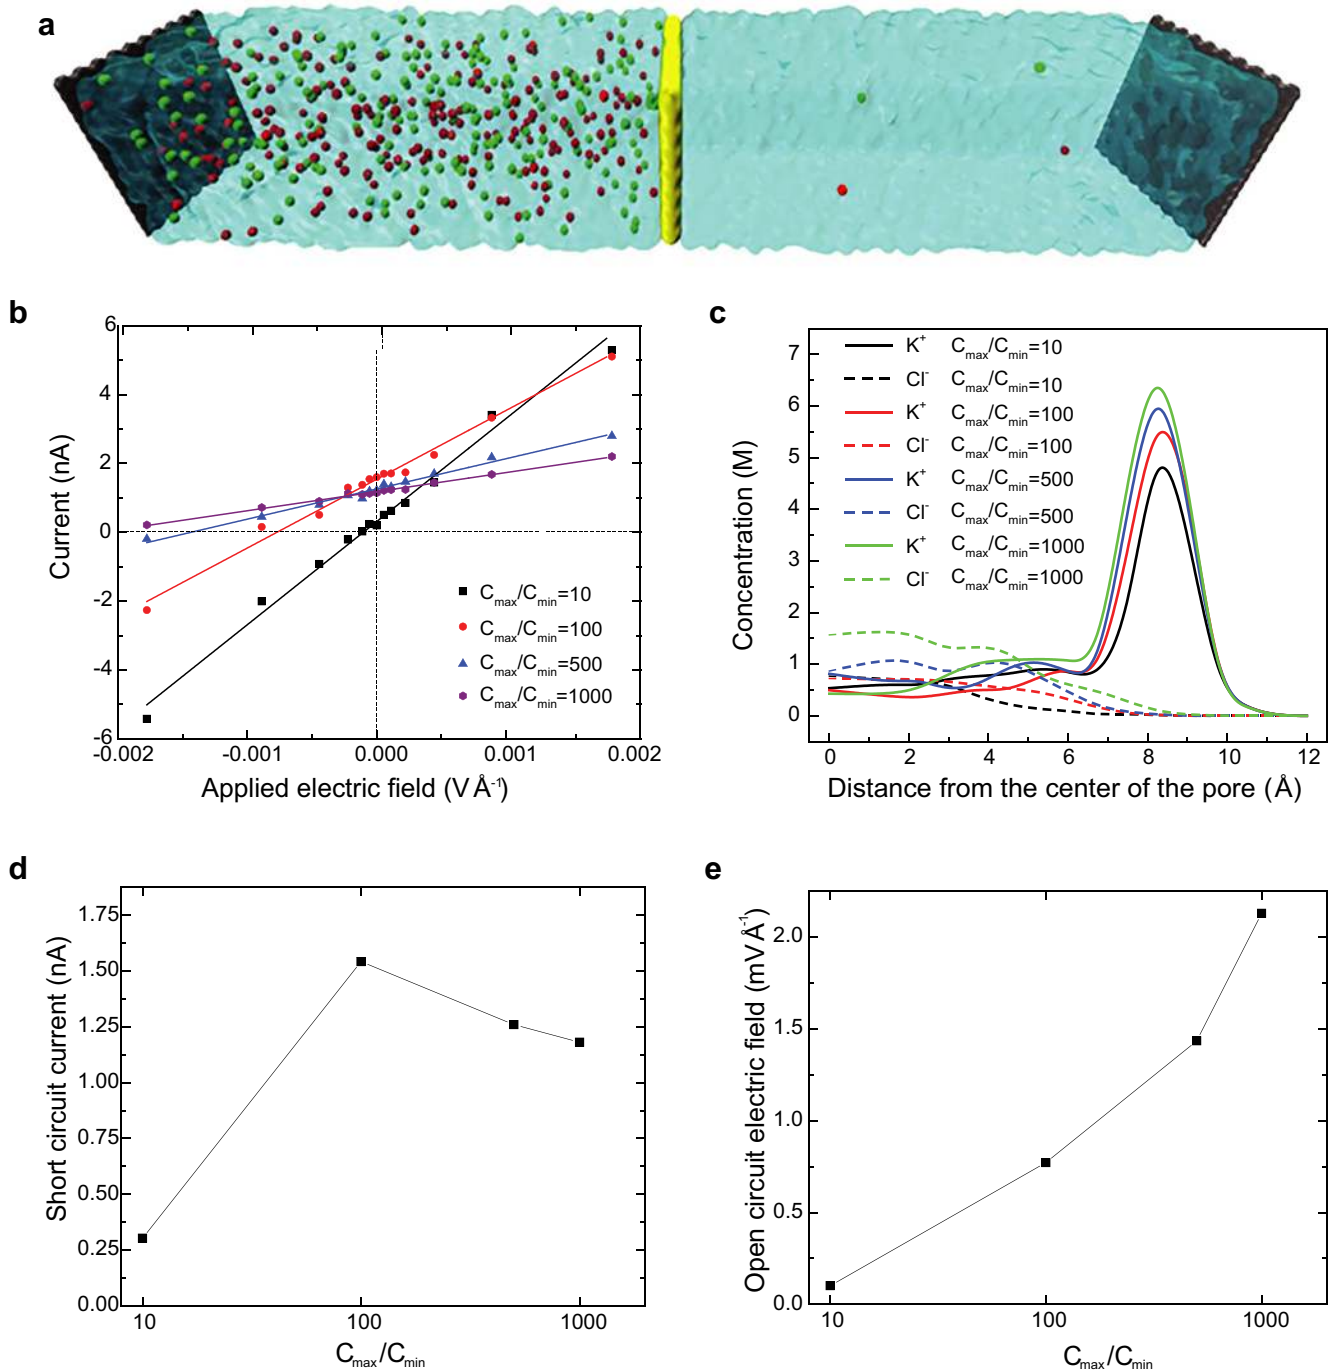 a
b
6
4
2
0
-2
-4
-6
-0.002
-0.001
0.000
0.001
0.002
Current (nA)
Applied electric field (V Å⁻¹)
C_max/C_min=10
C_max/C_min=100
C_max/C_min=500
C_max/C_min=1000
c
7
6
5
4
3
2
1
0
0
2
4
6
8
10
12
Concentration (M)
Distance from the center of the pore (Å)
K⁺ C_max/C_min=10
Cl⁻ C_max/C_min=10
K⁺ C_max/C_min=100
Cl⁻ C_max/C_min=100
K⁺ C_max/C_min=500
Cl⁻ C_max/C_min=500
K⁺ C_max/C_min=1000
Cl⁻ C_max/C_min=1000
d
1.75
1.50
1.25
1.00
0.75
0.50
0.25
0.00
10
100
1000
Short circuit current (nA)
C_max/C_min
e
2.0
1.5
1.0
0.5
0.0
10
100
1000
Open circuit electric field (mV Å⁻¹)
C_max/C_min